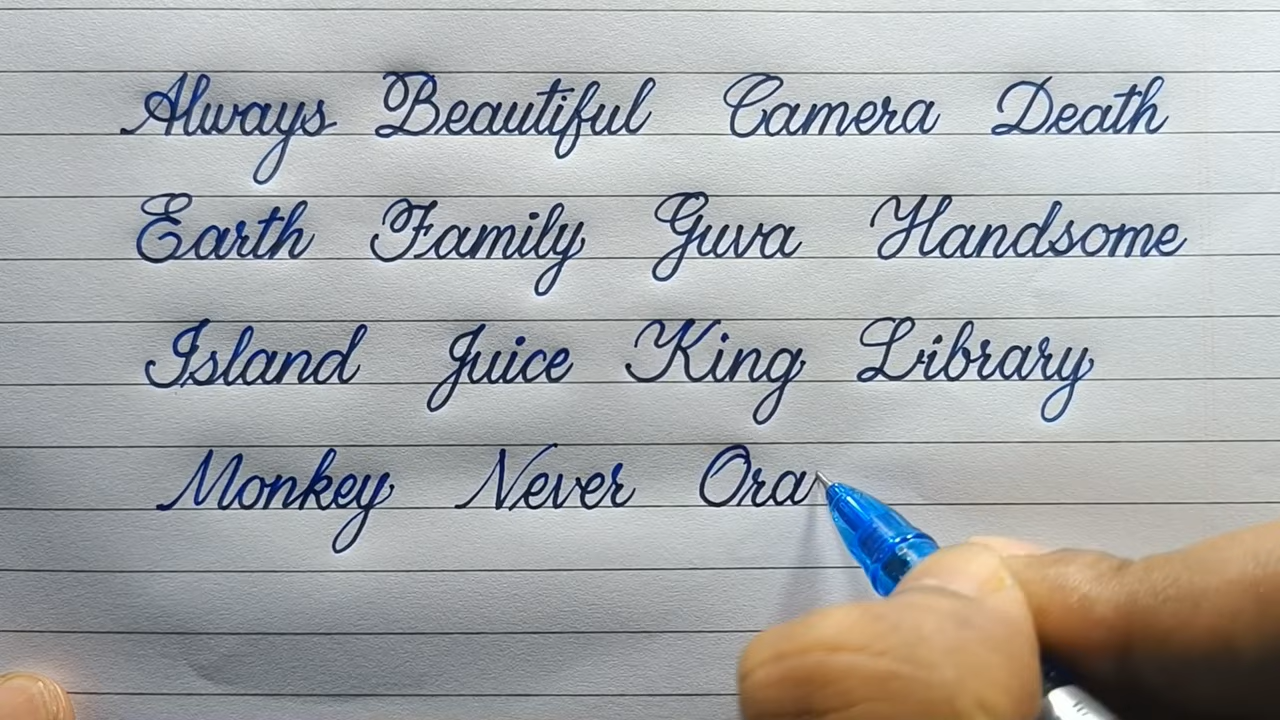 Always Beautiful Camera Death
Earth Family Guva Handsome
Island Juice King Library
Monkey Never Ora